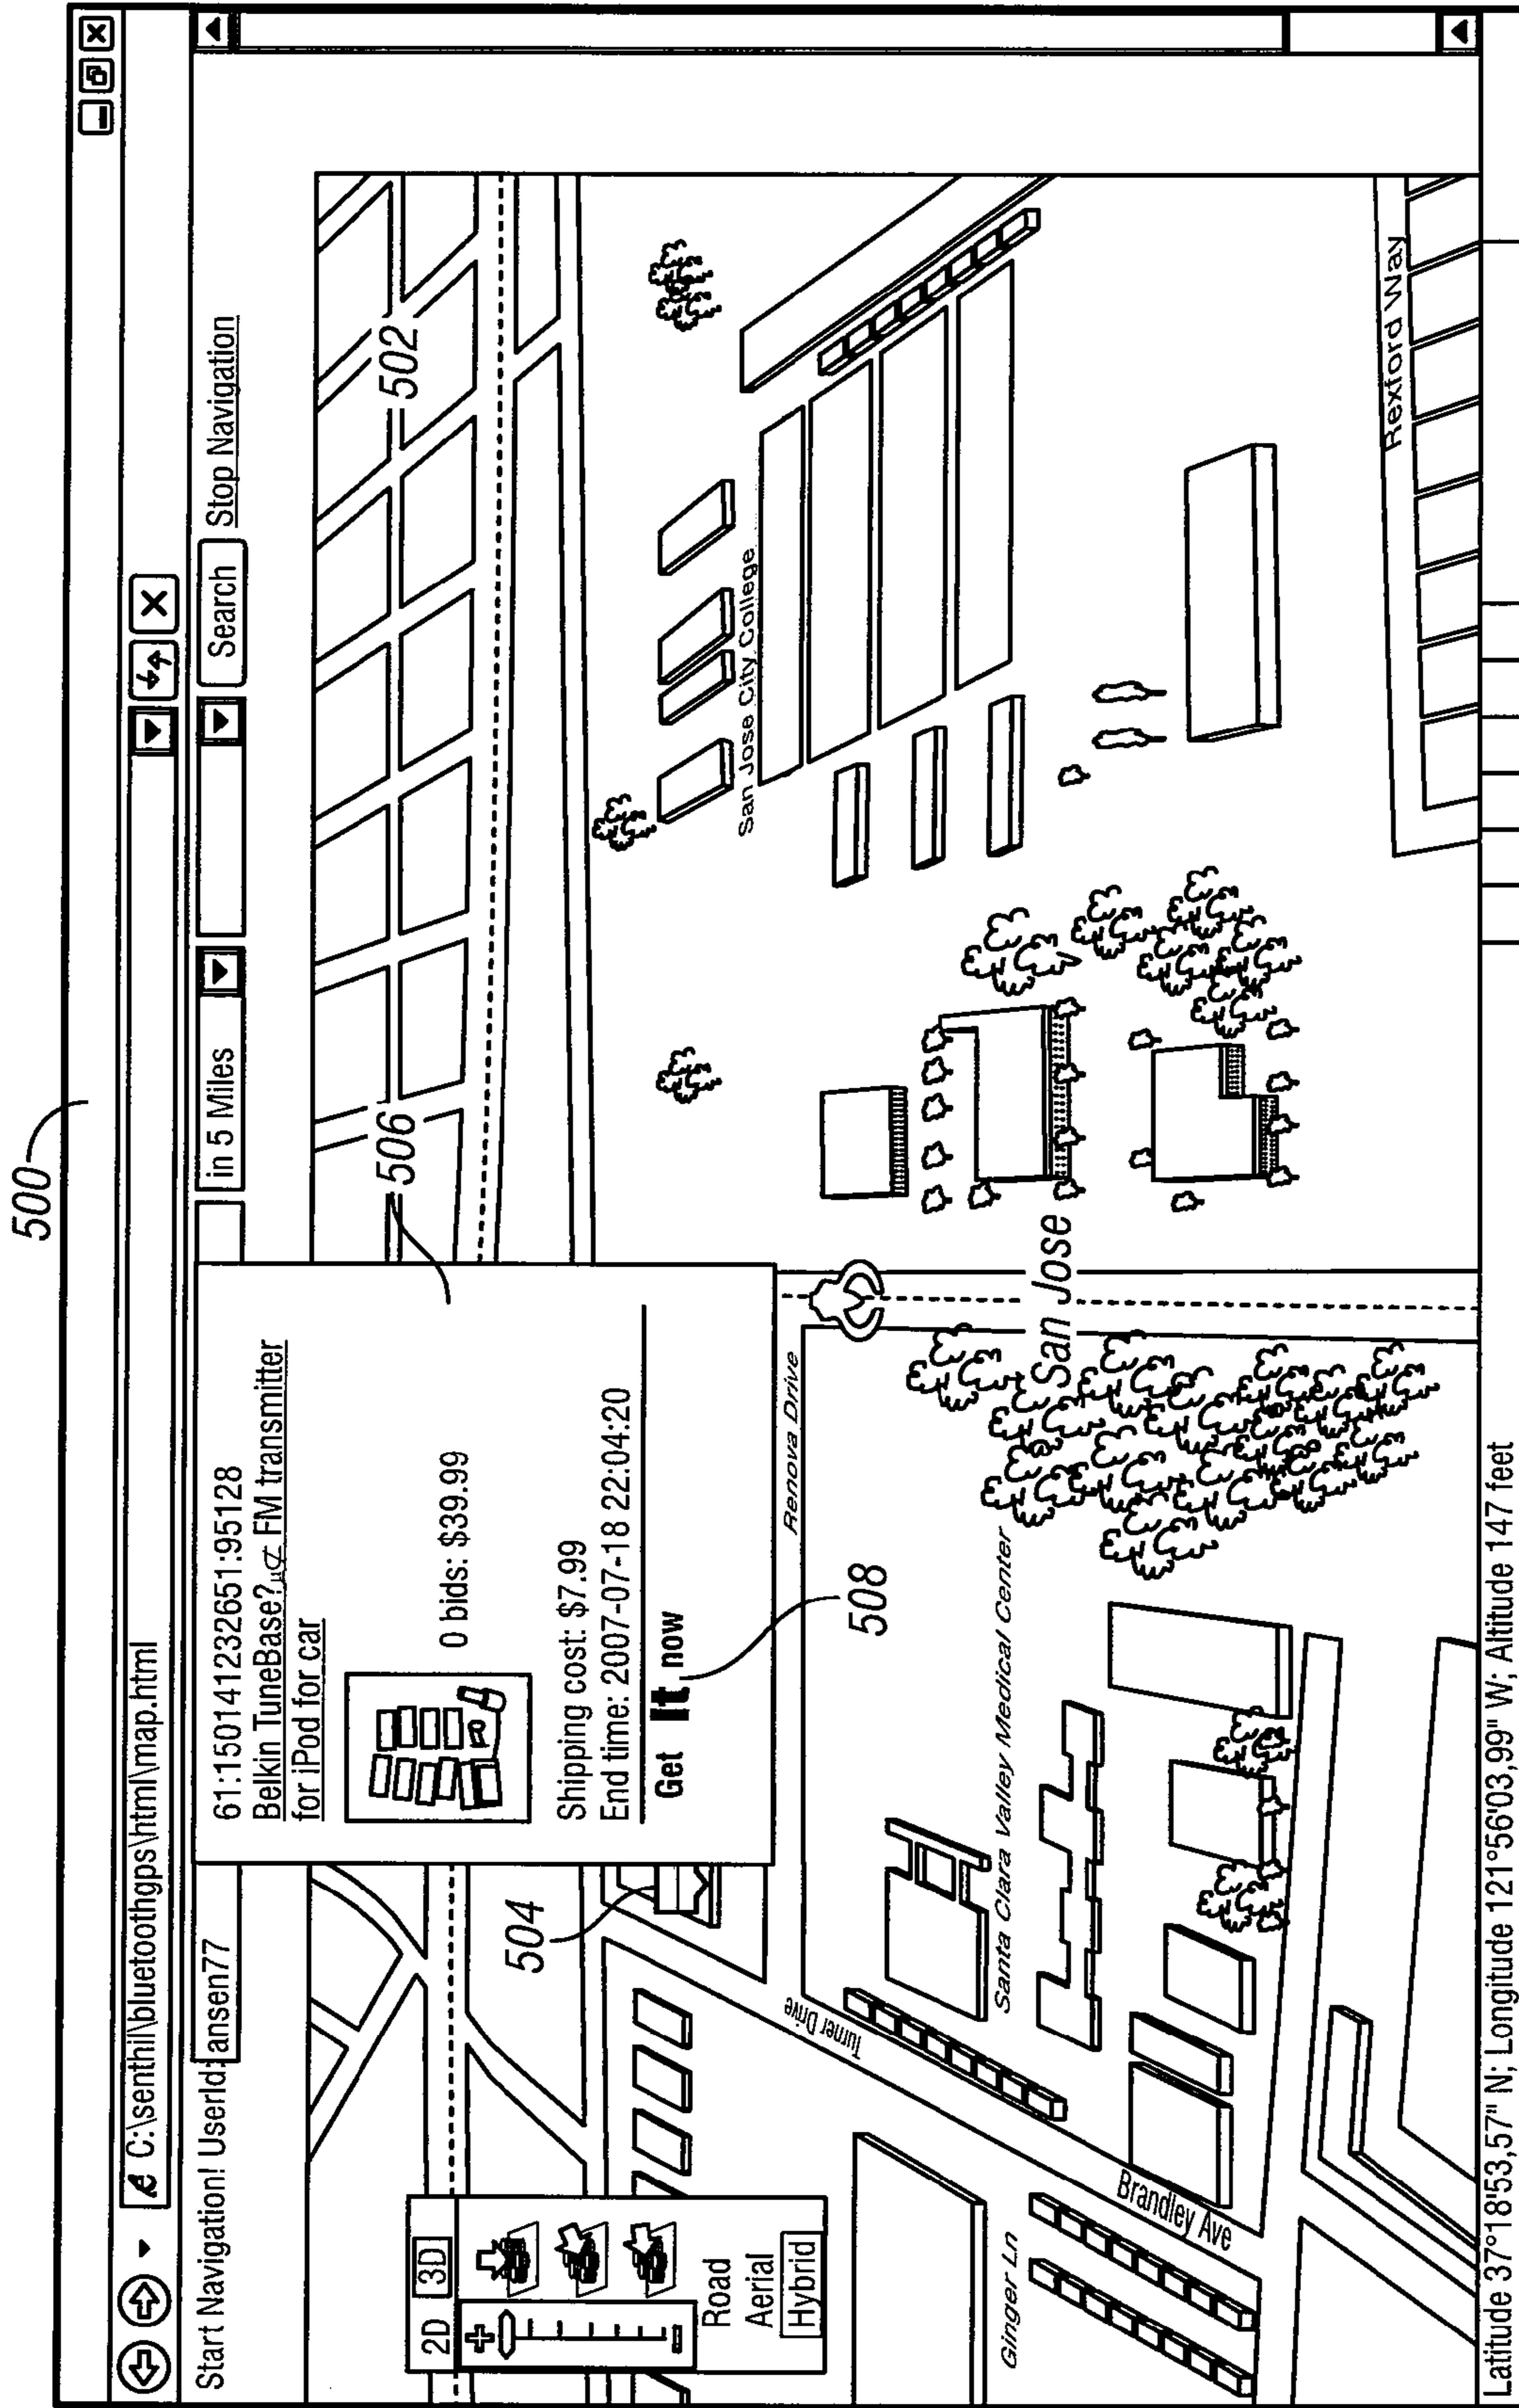 500
C:\senthil\bluetoothgps\html\map.html
Start Navigation! UserId: ansen77
in 5 Miles
Search
Stop Navigation
2D 3D
Road
Aerial
Hybrid
61:150141232651:95128
Belkin TuneBase? FM transmitter
for iPod for car
0 bids: $39.99
Shipping cost: $7.99
End time: 2007-07-18 22:04:20
Get It now
502
504
506
508
Renova Drive
San Jose City College
Turner Drive
Santa Clara Valley Medical Center
San Jose
Ginger Ln
Brandley Ave
Rexford Way
Latitude 37°18'53,57" N; Longitude 121°56'03,99" W; Altitude 147 feet